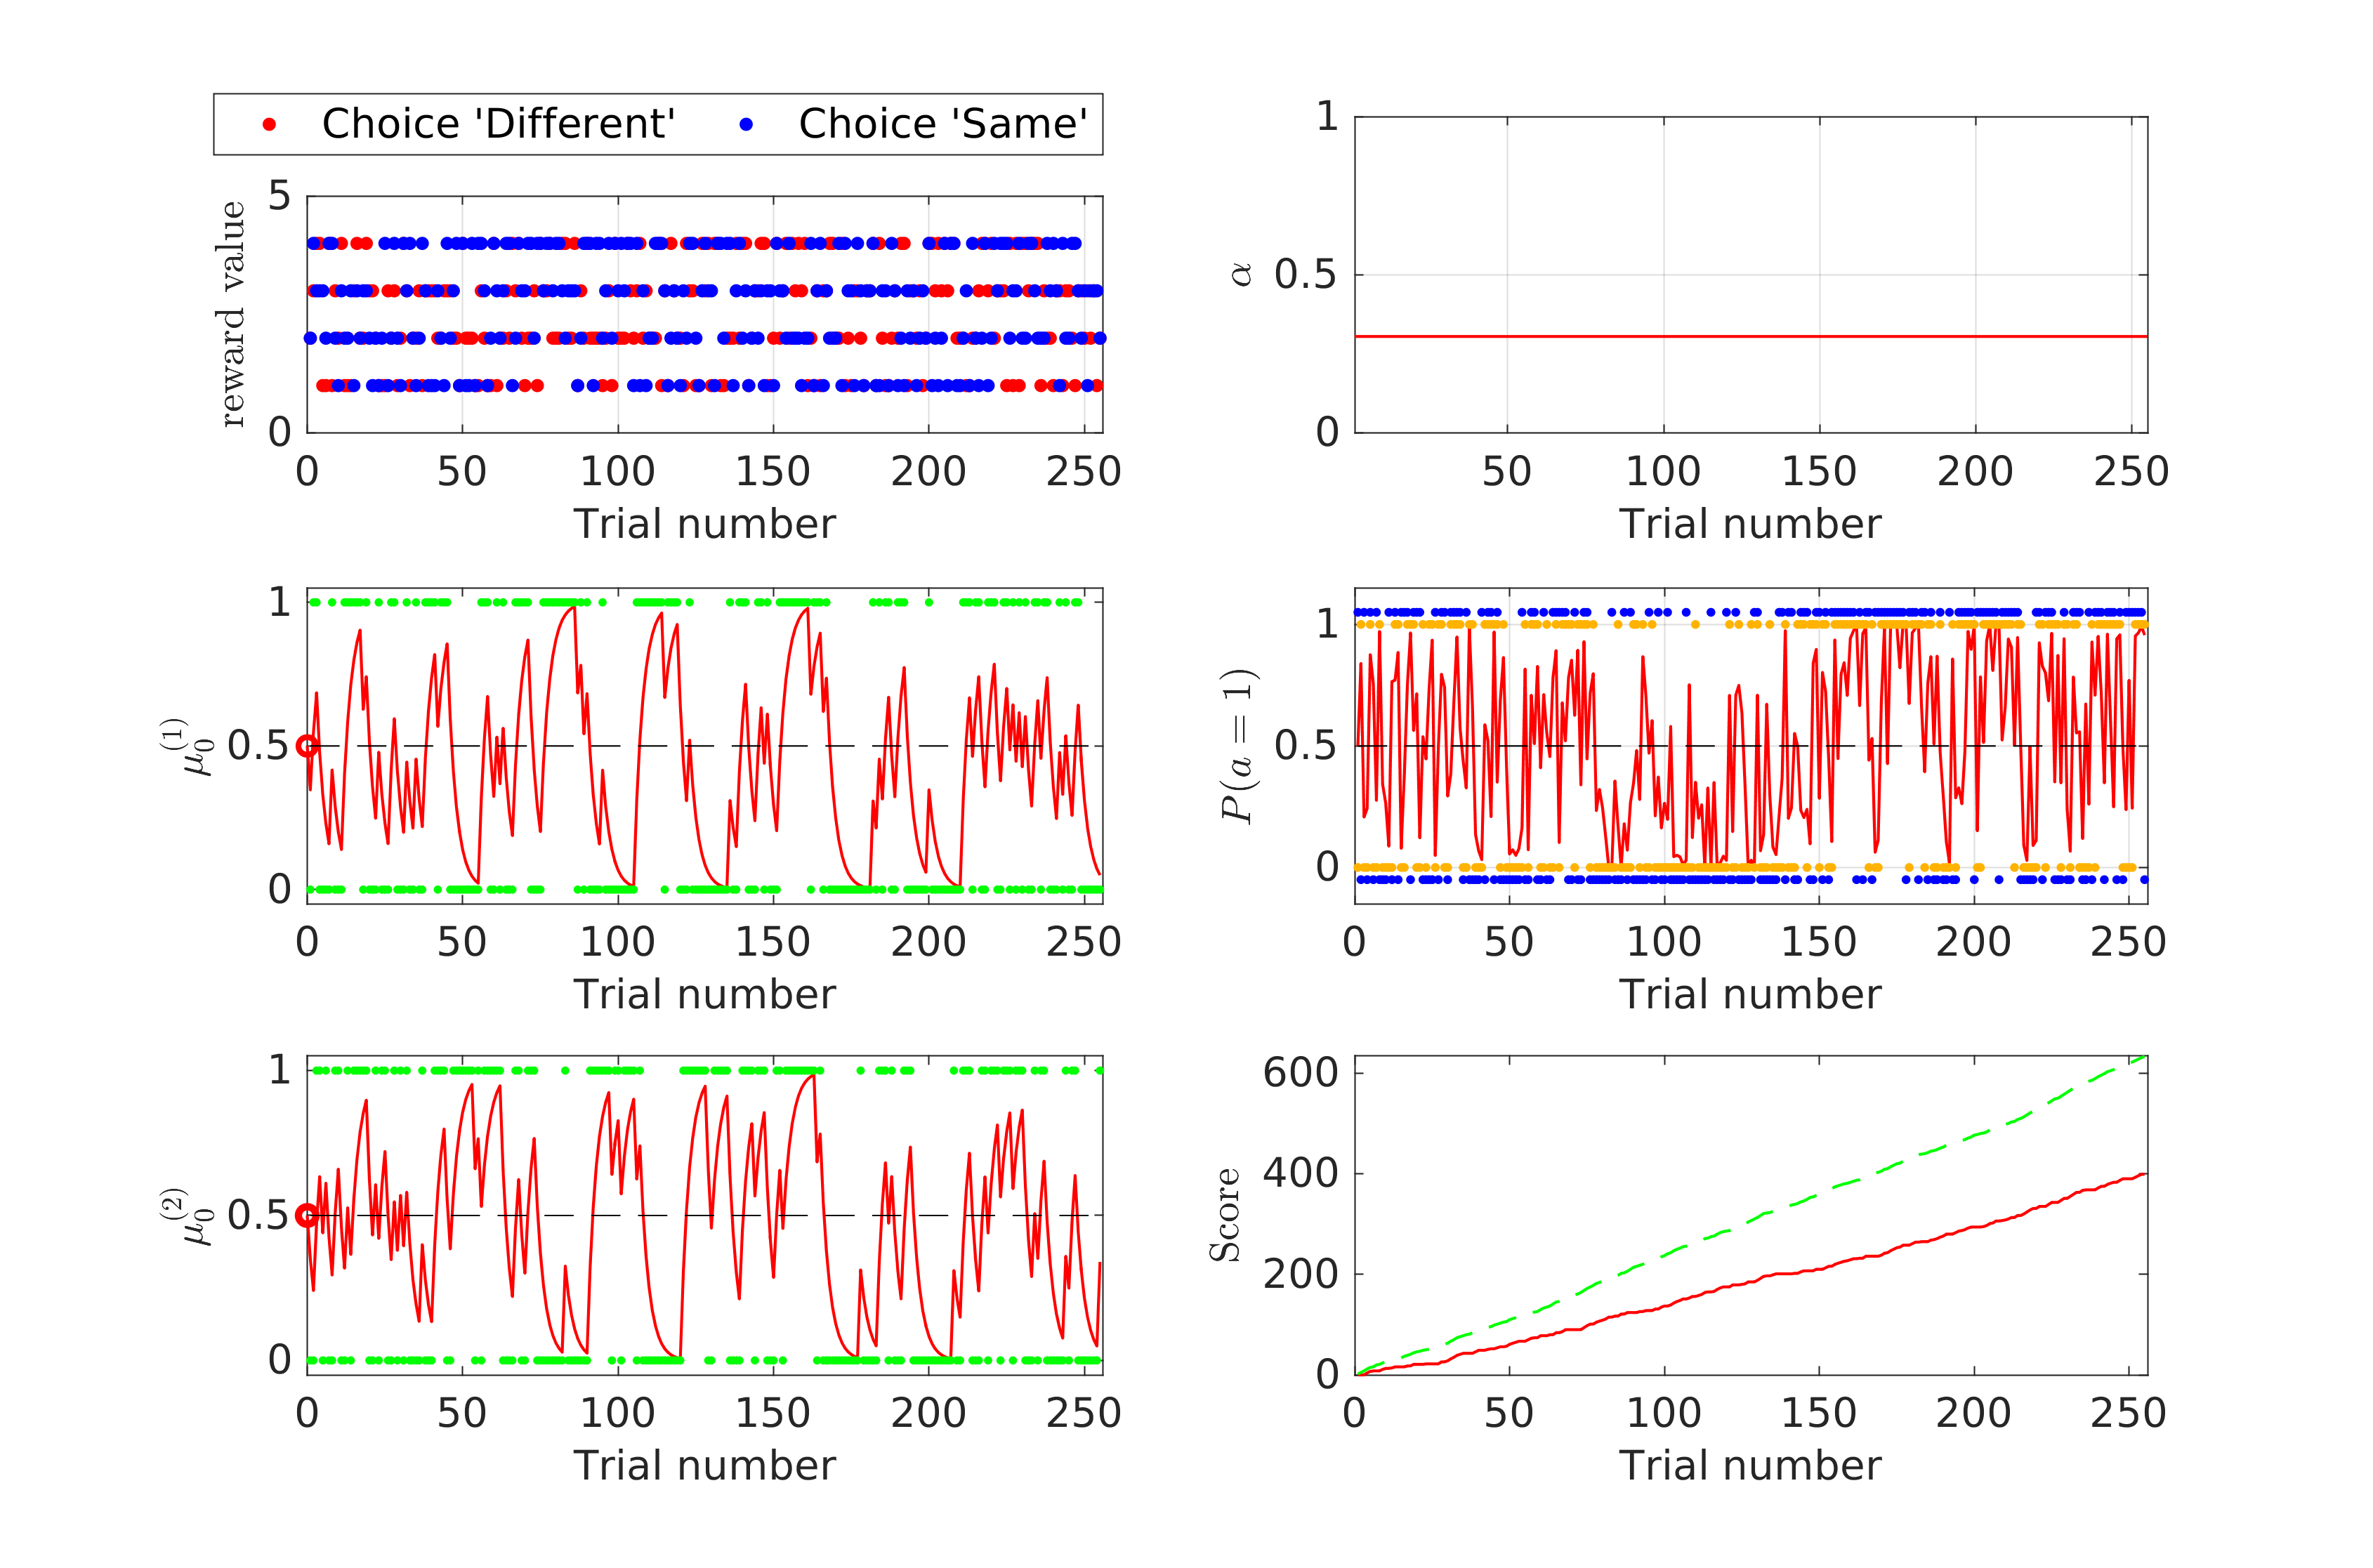 Choice 'Different' Choice 'Same'
reward value
5
0
0 50 100 150 200 250
Trial number
α
1
0.5
0
50 100 150 200 250
Trial number
μ₀⁽¹⁾
1
0.5
0
0 50 100 150 200 250
Trial number
P(a = 1)
1
0.5
0
0 50 100 150 200 250
Trial number
μ₀⁽²⁾
1
0.5
0
0 50 100 150 200 250
Trial number
Score
600
400
200
0
0 50 100 150 200 250
Trial number